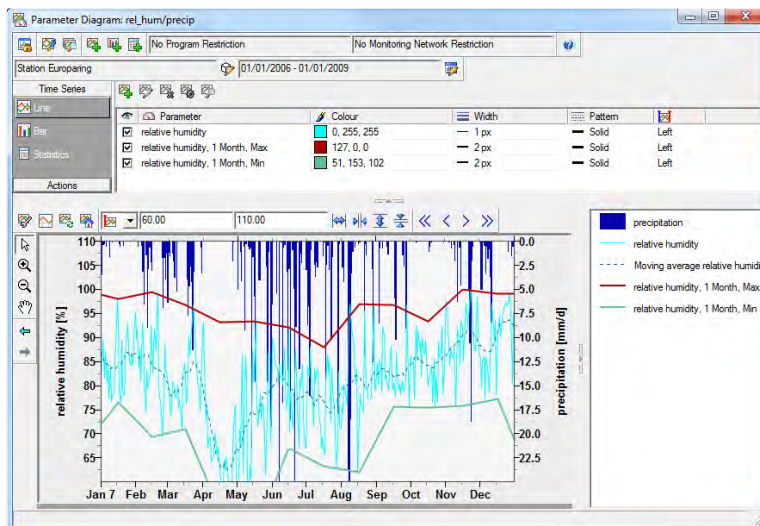 Parameter Diagram: rel_hum/precip
No Program Restriction No Monitoring Network Restriction
Station Europaring 01/01/2006 - 01/01/2009
Time Series
Line
Bar
Statistics
Actions
Parameter Colour Width Pattern
relative humidity 0, 255, 255 1 px Solid Left
relative humidity, 1 Month, Max 127, 0, 0 2 px Solid Left
relative humidity, 1 Month, Min 51, 153, 102 2 px Solid Left
60.00 110.00
110
105
100
95
90
85
80
75
70
65
relative humidity [%]
0.0
-2.5
-5.0
-7.5
-10.0
-12.5
-15.0
-17.5
-20.0
-22.5
precipitation [mm/d]
Jan 7 Feb Mar Apr May Jun Jul Aug Sep Oct Nov Dec
precipitation
relative humidity
Moving average relative humidi
relative humidity, 1 Month, Max
relative humidity, 1 Month, Min